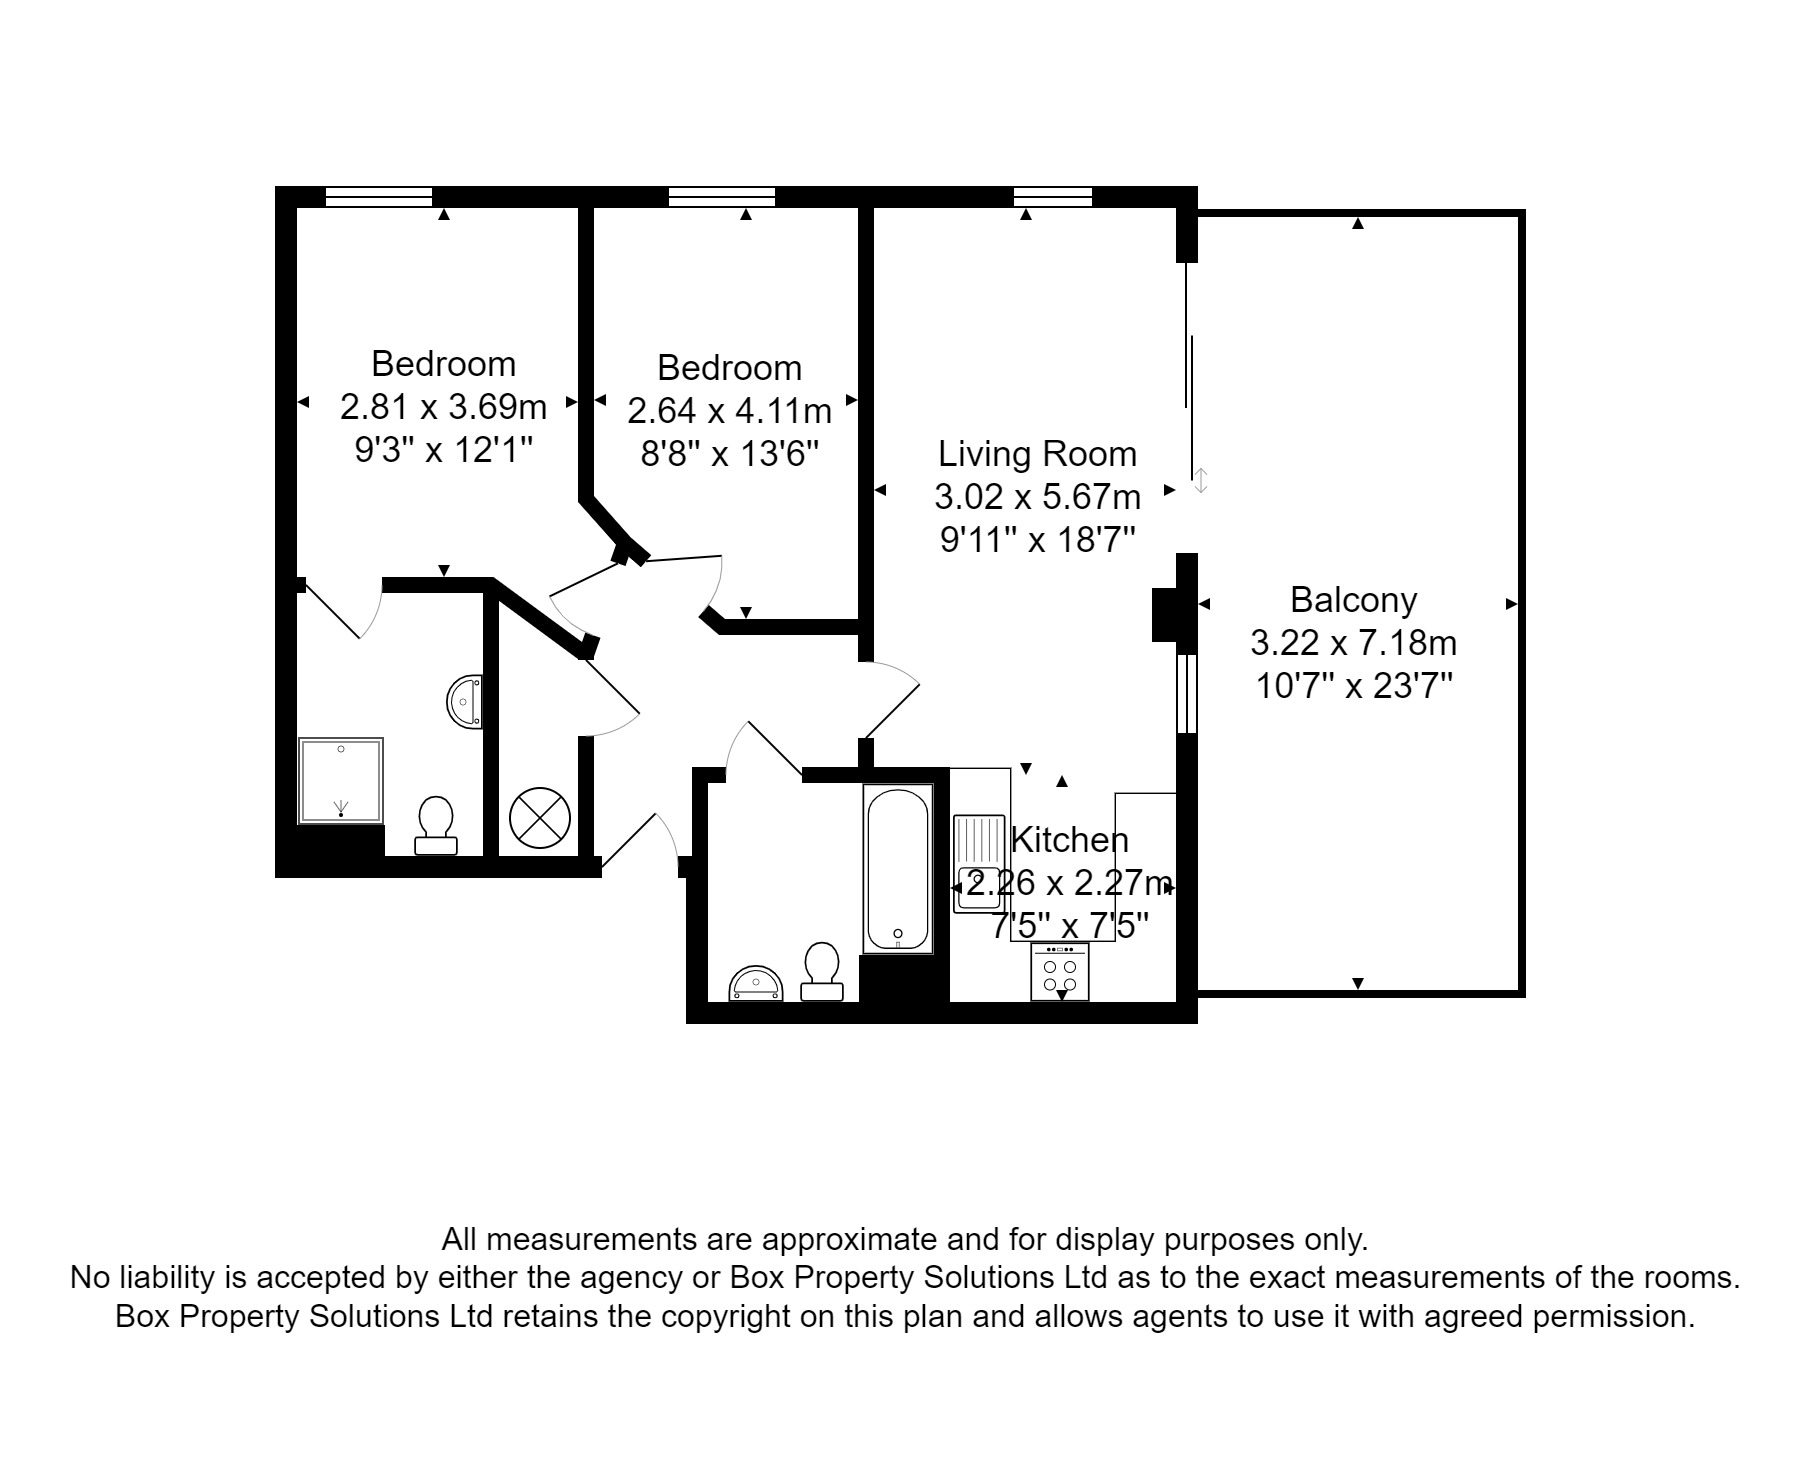 Bedroom
2.81 x 3.69m
9'3" x 12'1"
Bedroom
2.64 x 4.11m
8'8" x 13'6"
Living Room
3.02 x 5.67m
9'11" x 18'7"
Balcony
3.22 x 7.18m
10'7" x 23'7"
Kitchen
2.26 x 2.27m
7'5" x 7'5"
All measurements are approximate and for display purposes only.
No liability is accepted by either the agency or Box Property Solutions Ltd as to the exact measurements of the rooms.
Box Property Solutions Ltd retains the copyright on this plan and allows agents to use it with agreed permission.